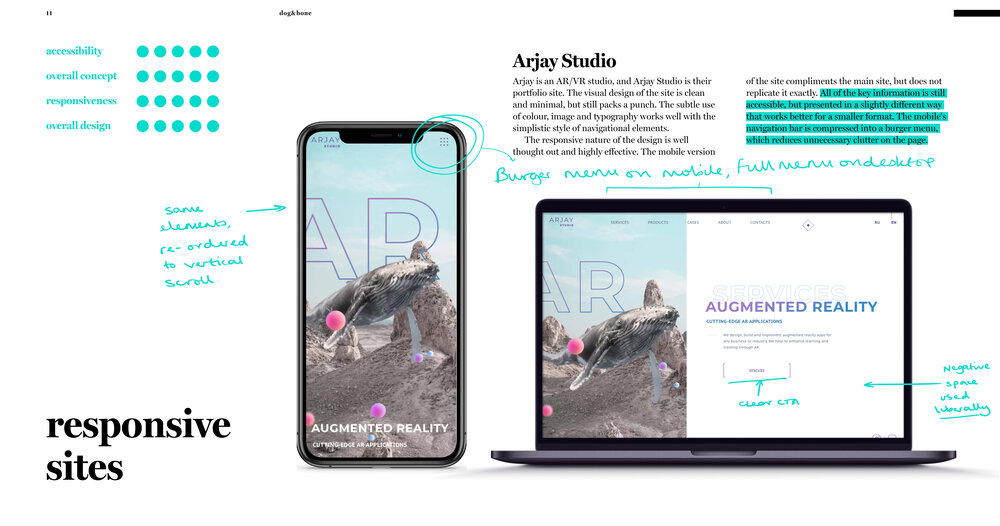 11
dog&bone
accessibility
overall concept
responsiveness
overall design
Arjay Studio
Arjay is an AR/VR studio, and Arjay Studio is their
portfolio site. The visual design of the site is clean
and minimal, but still packs a punch. The subtle use
of colour, image and typography works well with the
simplistic style of navigational elements.
The responsive nature of the design is well
thought out and highly effective. The mobile version
of the site compliments the main site, but does not
replicate it exactly. All of the key information is still
accessible, but presented in a slightly different way
that works better for a smaller format. The mobile's
navigation bar is compressed into a burger menu,
which reduces unnecessary clutter on the page.
Burger menu on mobile, full menu on desktop
same
elements,
re-ordered
to vertical
scroll
ARJAY
STUDIO
AR
AUGMENTED REALITY
CUTTING-EDGE AR APPLICATIONS
ARJAY
STUDIO
SERVICES PRODUCTS CASES ABOUT CONTACTS RU EN
AR
SERVICES
AUGMENTED REALITY
CUTTING-EDGE AR APPLICATIONS
We design, build and implement augmented reality apps for
any business or industry. We help to enhance learning and
training through AR.
DISCUSS
clear CTA
Negative
space
used
liberally
responsive
sites